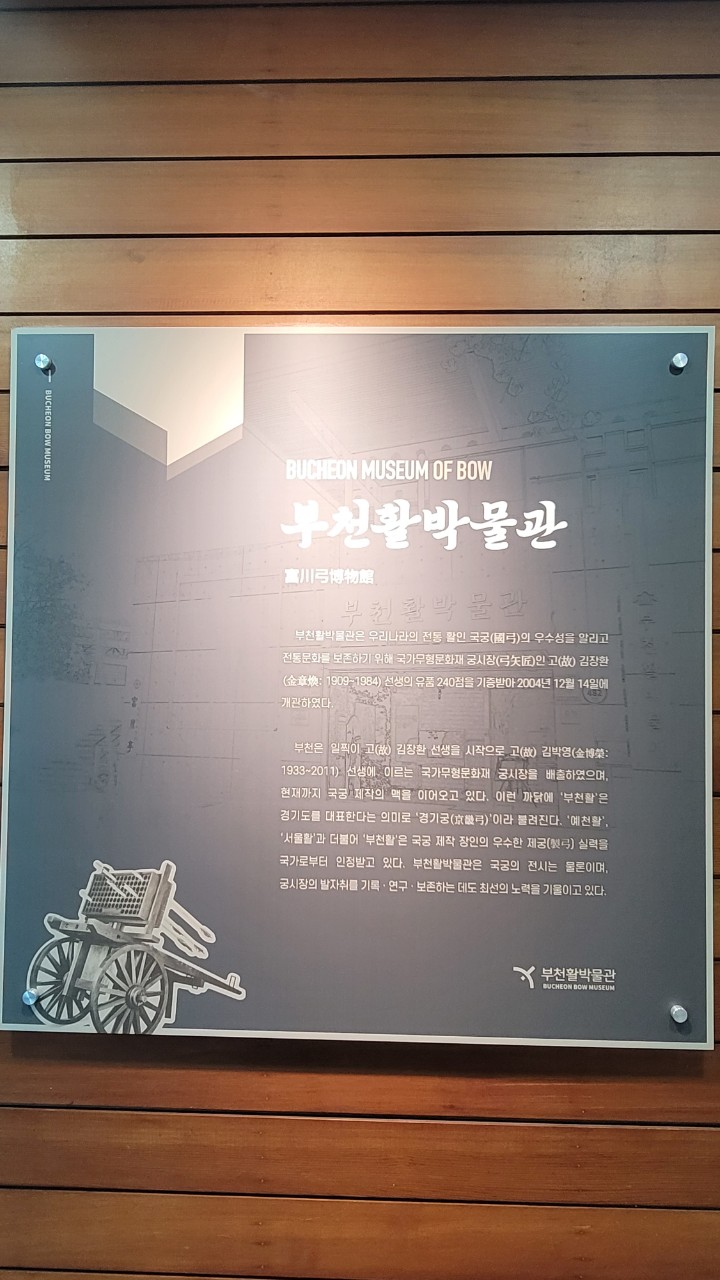 BUCHEON BOW MUSEUM
BUCHEON MUSEUM OF BOW
부천활박물관
富川弓博物館
부천활박물관
부천활박물관은 우리나라의 전통 활인 국궁(國弓)의 우수성을 알리고
전통문화를 보존하기 위해 국가무형문화재 궁시장(弓矢匠)인 고(故) 김장환
(金章煥: 1909~1984) 선생의 유품 240점을 기증받아 2004년 12월 14일에
개관하였다.
부천은 일찍이 고(故) 김장환 선생을 시작으로 고(故) 김박영(金博榮:
1933~2011) 선생에 이르는 국가무형문화재 궁시장을 배출하였으며,
현재까지 국궁 제작의 맥을 이어오고 있다. 이런 까닭에 '부천활'은
경기도를 대표한다는 의미로 '경기궁(京畿弓)'이라 불려진다. '예천활',
'서울활'과 더불어 '부천활'은 국궁 제작 장인의 우수한 제궁(製弓) 실력을
국가로부터 인정받고 있다. 부천활박물관은 국궁의 전시는 물론이며,
궁시장의 발자취를 기록·연구·보존하는 데도 최선의 노력을 기울이고 있다.
부천활박물관
BUCHEON BOW MUSEUM